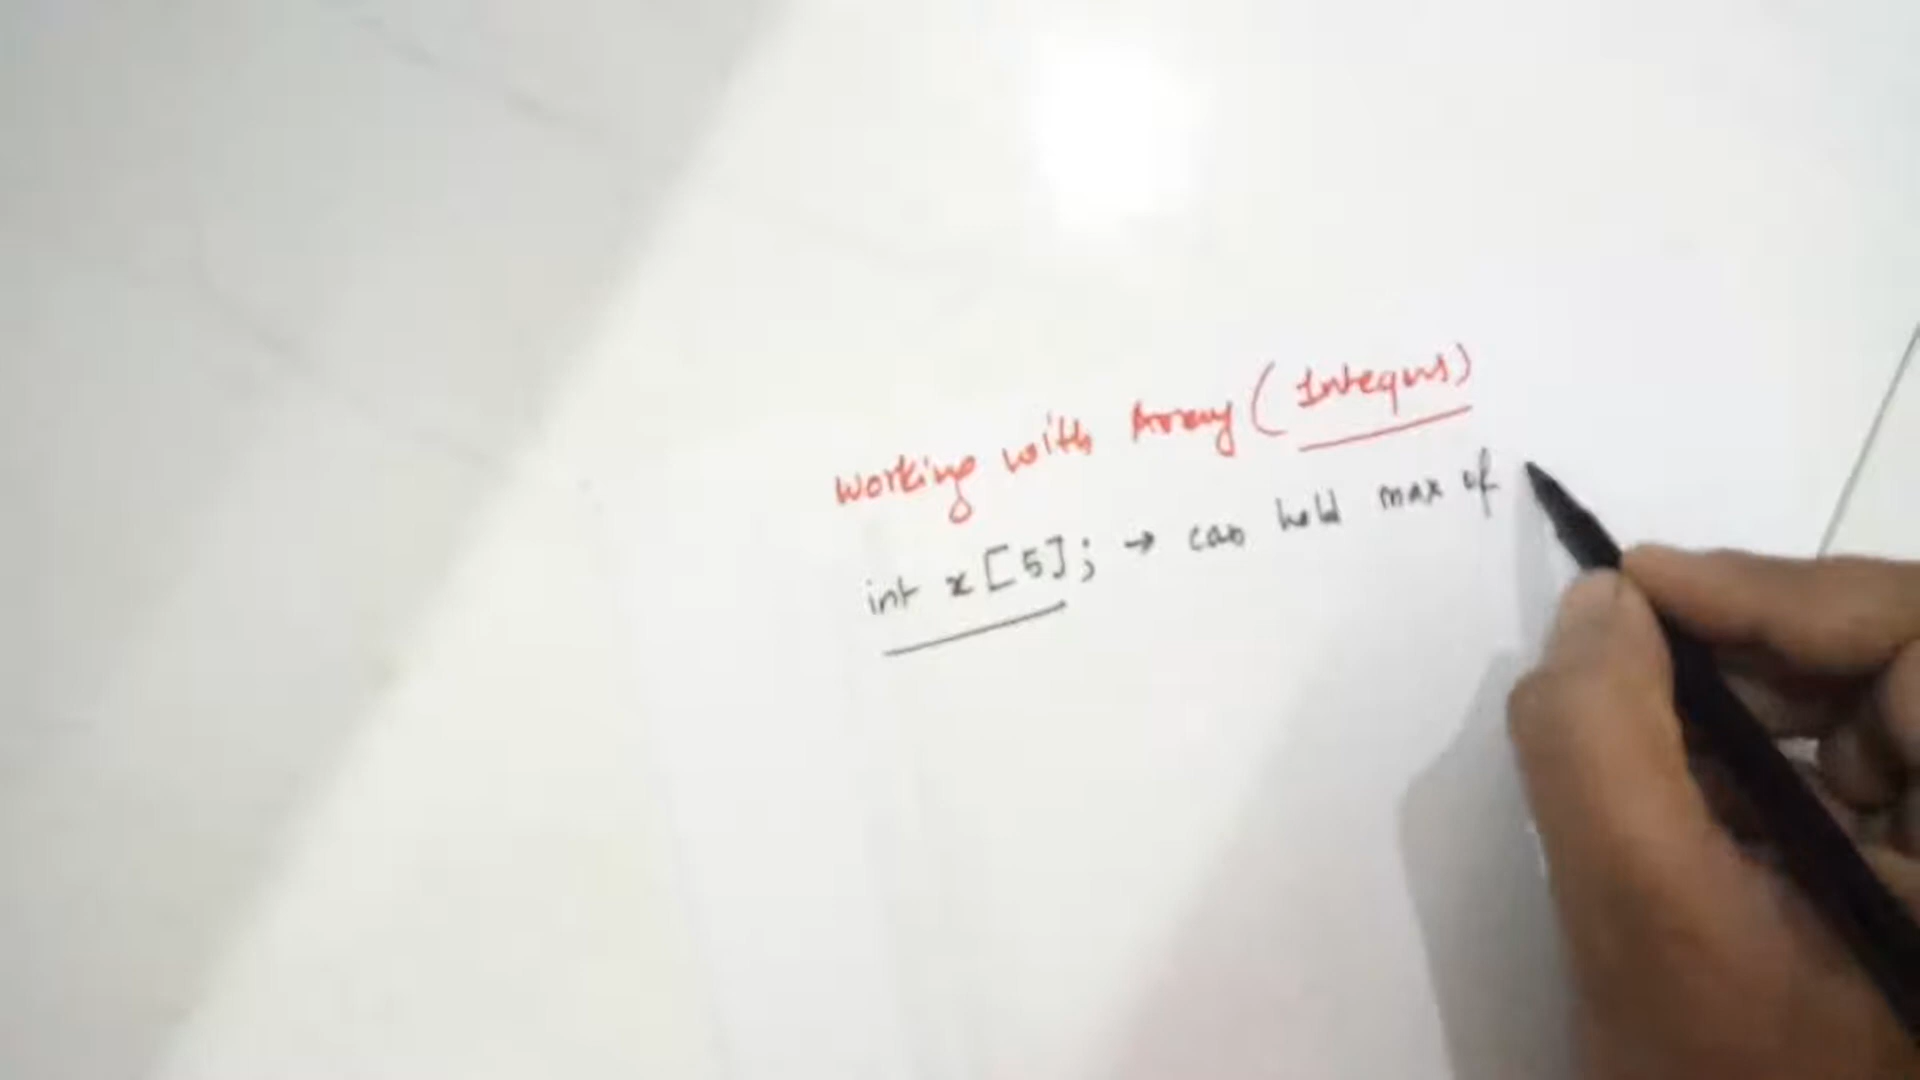 working with Array (Integers)
int x[5]; → can hold max of